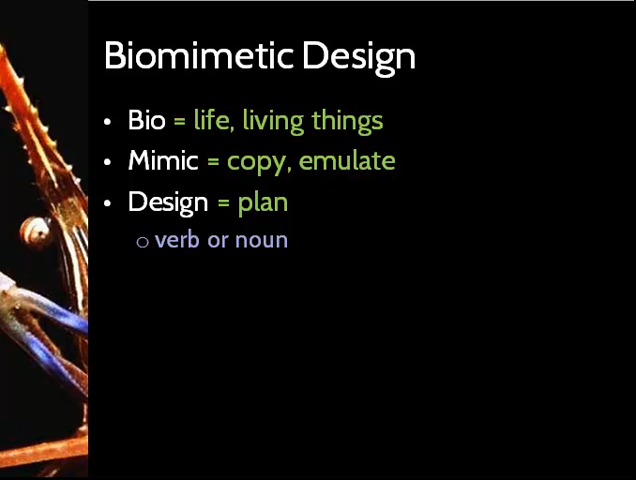 Biomimetic Design
• Bio = life, living things
• Mimic = copy, emulate
• Design = plan
o verb or noun